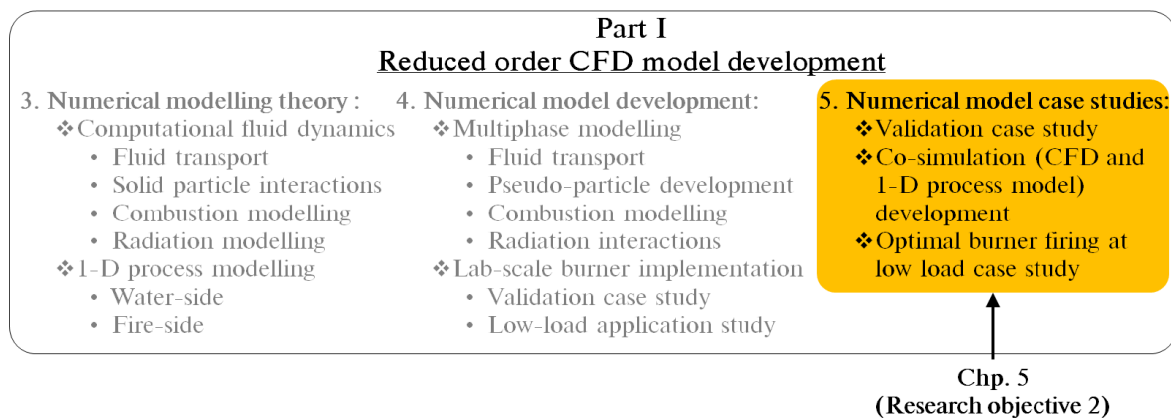 Part I
Reduced order CFD model development
3. Numerical modelling theory :
❖Computational fluid dynamics
• Fluid transport
• Solid particle interactions
• Combustion modelling
• Radiation modelling
❖1-D process modelling
• Water-side
• Fire-side
4. Numerical model development:
❖Multiphase modelling
• Fluid transport
• Pseudo-particle development
• Combustion modelling
• Radiation interactions
❖Lab-scale burner implementation
• Validation case study
• Low-load application study
5. Numerical model case studies:
❖Validation case study
❖Co-simulation (CFD and
1-D process model)
development
❖Optimal burner firing at
low load case study
Chp. 5
(Research objective 2)